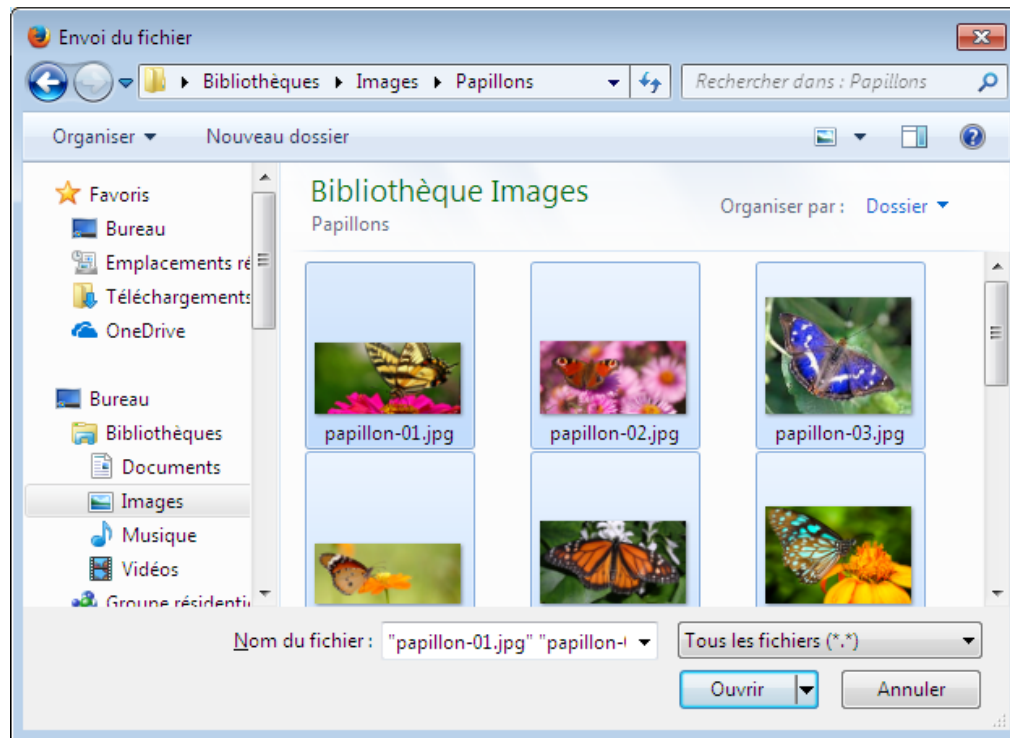 Envoi du fichier
Bibliothèques Images Papillons
Rechercher dans : Papillons
Organiser Nouveau dossier
Favoris
Bureau
Emplacements ré
Téléchargements
OneDrive
Bureau
Bibliothèques
Documents
Images
Musique
Vidéos
Groupe résidenti
Bibliothèque Images
Papillons
Organiser par : Dossier
papillon-01.jpg papillon-02.jpg papillon-03.jpg
Nom du fichier : "papillon-01.jpg" "papillon-
Tous les fichiers (*.*)
Ouvrir Annuler